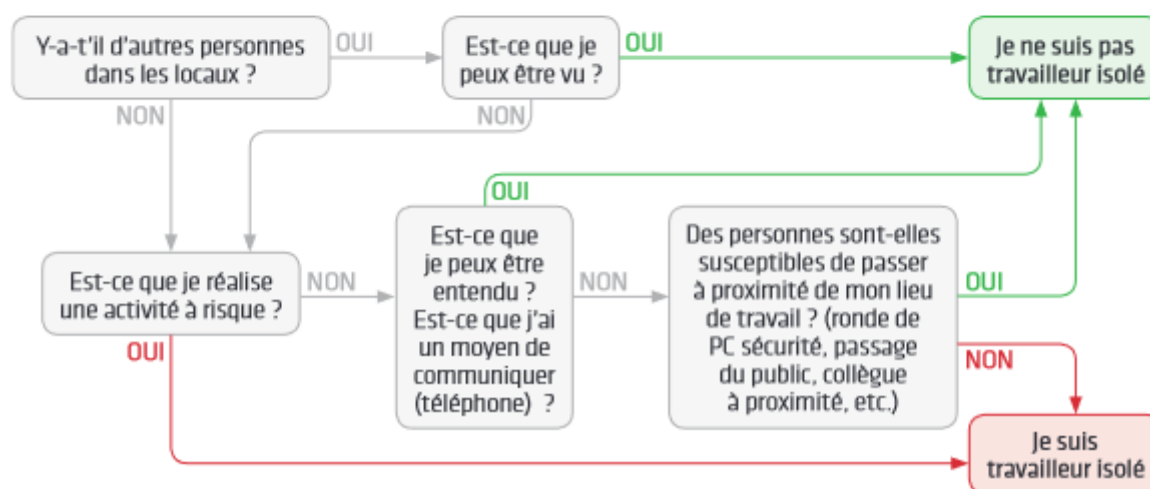 Y-a-t'il d'autres personnes
dans les locaux ?
OUI
Est-ce que je
peux être vu ?
OUI
Je ne suis pas
travailleur isolé
NON
NON
OUI
Est-ce que je réalise
une activité à risque ?
NON
Est-ce que
je peux être
entendu ?
Est-ce que j'ai
un moyen de
communiquer
(téléphone) ?
NON
Des personnes sont-elles
susceptibles de passer
à proximité de mon lieu
de travail ? (ronde de
PC sécurité, passage
du public, collègue
à proximité, etc.)
OUI
NON
OUI
Je suis
travailleur isolé